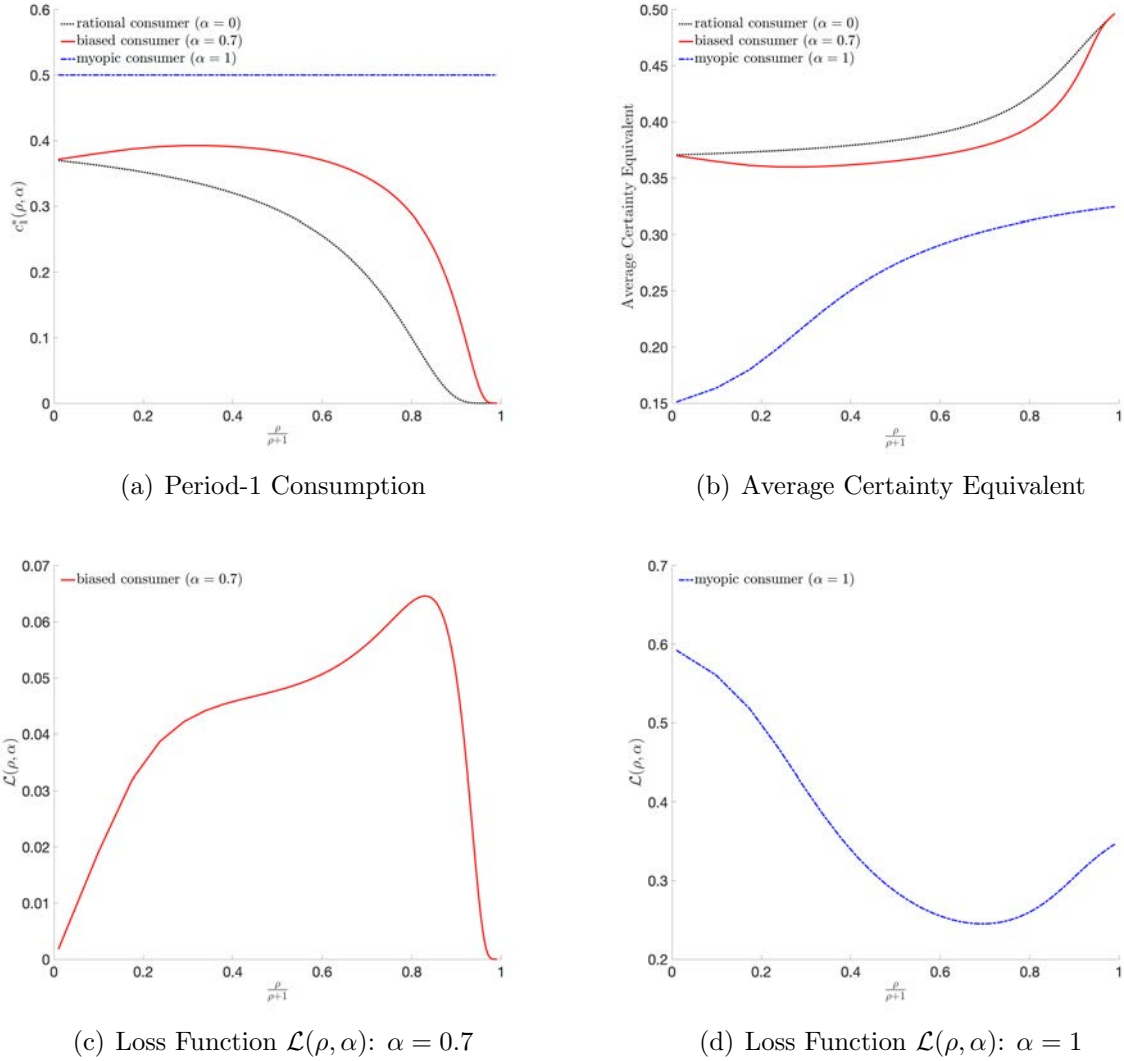 0.6
rational consumer (α = 0)
biased consumer (α = 0.7)
myopic consumer (α = 1)
0.5
0.4
0.3
0.2
0.1
0
c₁*(ρ, α)
0 0.2 0.4 0.6 0.8 1
ρ/(ρ+1)
(a) Period-1 Consumption
0.50
rational consumer (α = 0)
biased consumer (α = 0.7)
myopic consumer (α = 1)
0.45
0.40
0.35
0.30
0.25
0.20
0.15
Average Certainty Equivalent
0 0.2 0.4 0.6 0.8 1
ρ/(ρ+1)
(b) Average Certainty Equivalent
0.07
biased consumer (α = 0.7)
0.06
0.05
0.04
0.03
0.02
0.01
0
ℒ(ρ, α)
0 0.2 0.4 0.6 0.8 1
ρ/(ρ+1)
(c) Loss Function ℒ(ρ, α): α = 0.7
0.7
myopic consumer (α = 1)
0.6
0.5
0.4
0.3
0.2
ℒ(ρ, α)
0 0.2 0.4 0.6 0.8 1
ρ/(ρ+1)
(d) Loss Function ℒ(ρ, α): α = 1